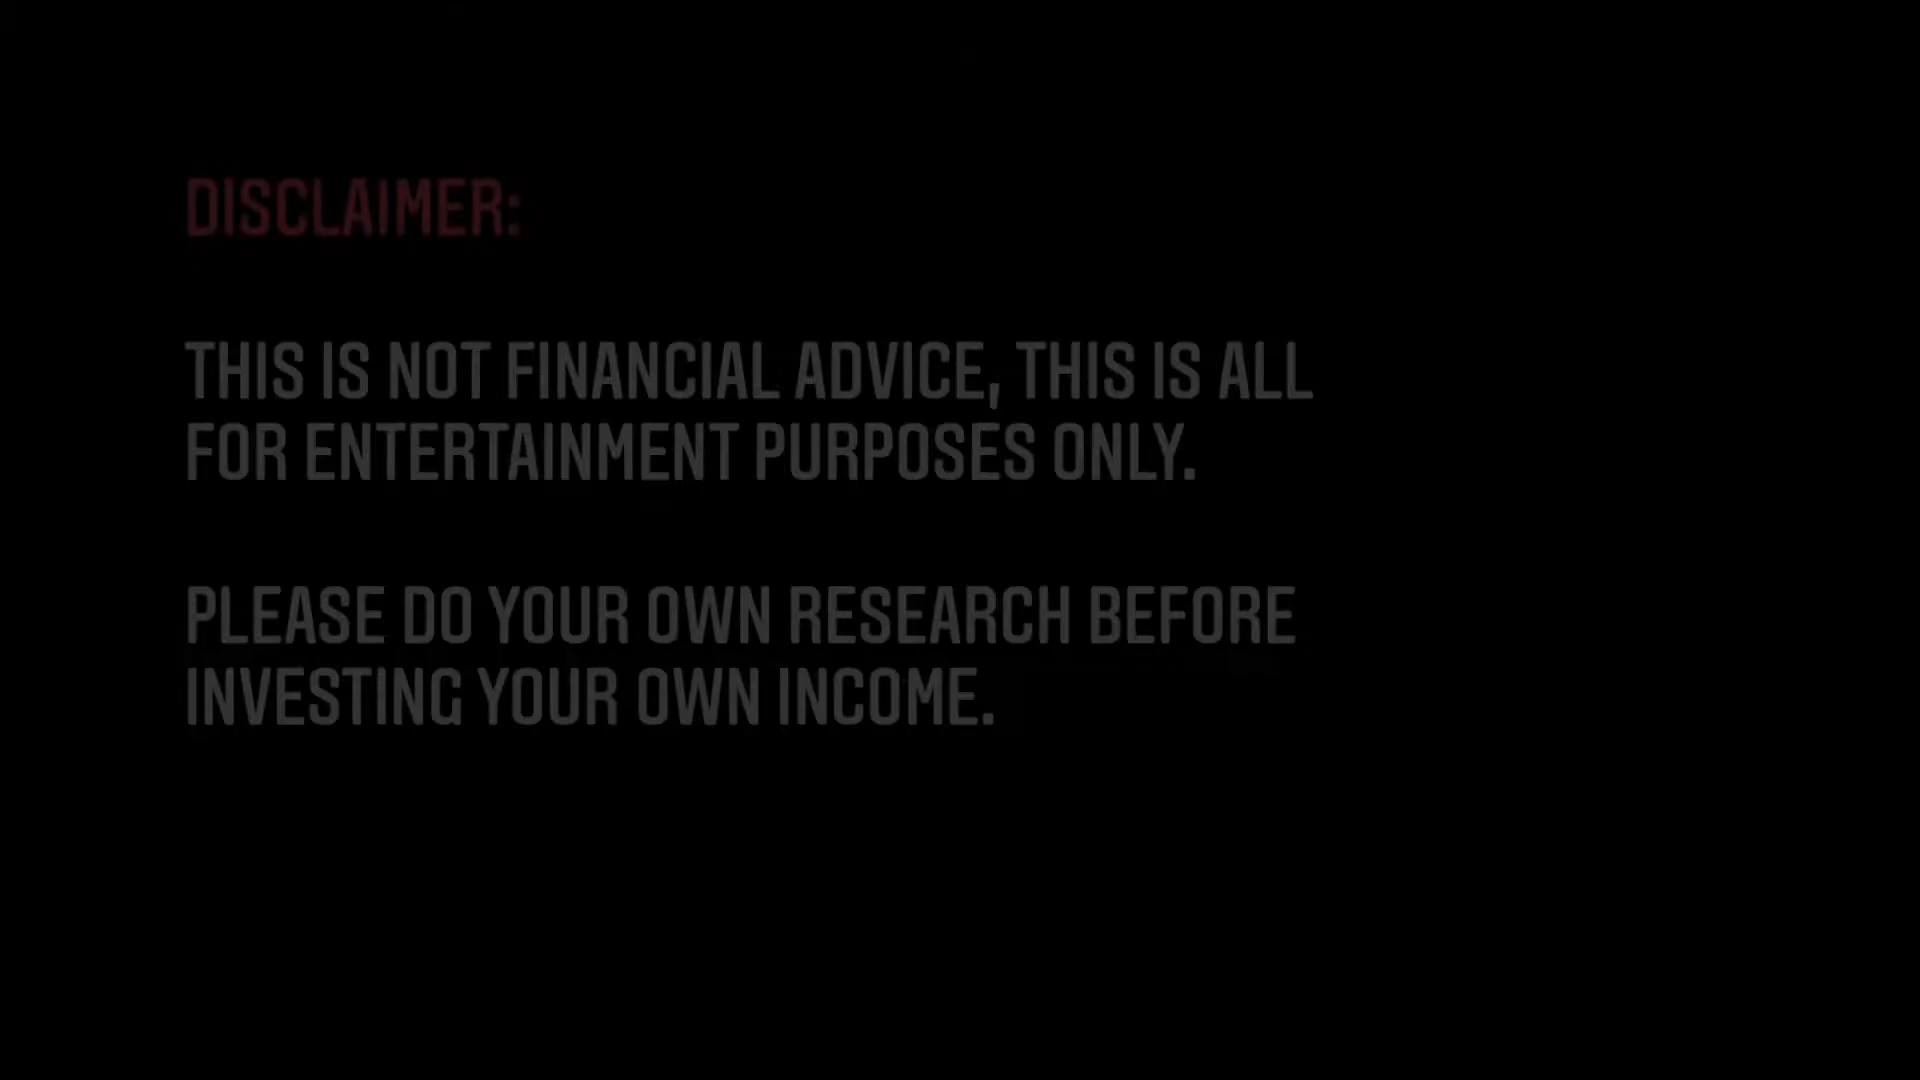 DISCLAIMER:
THIS IS NOT FINANCIAL ADVICE, THIS IS ALL
FOR ENTERTAINMENT PURPOSES ONLY.
PLEASE DO YOUR OWN RESEARCH BEFORE
INVESTING YOUR OWN INCOME.